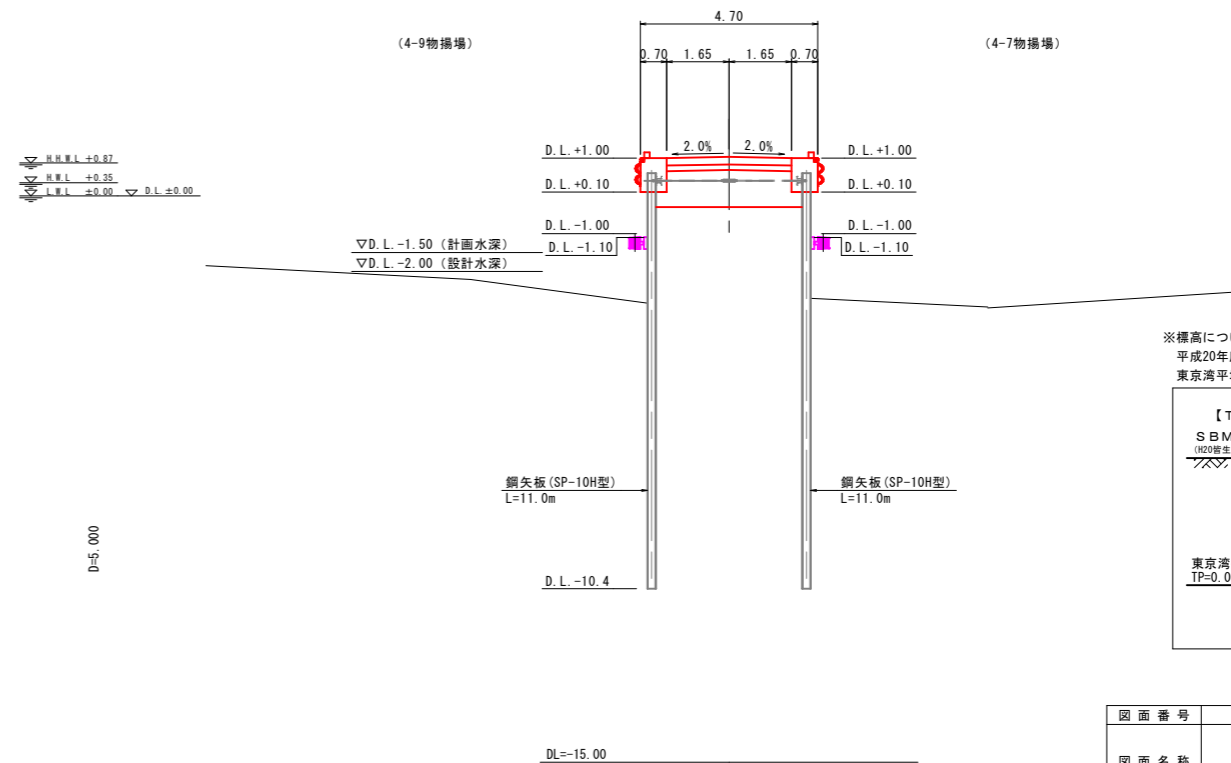 4.70
(4-9物揚場)
(4-7物揚場)
0.70 1.65 1.65 0.70
D.L.+1.00
2.0% 2.0%
D.L.+1.00
H.H.W.L +0.87
H.W.L +0.35
L.W.L ±0.00 ▽ D.L.±0.00
D.L.+0.10
D.L.+0.10
D.L.-1.00
D.L.-1.00
▽D.L.-1.50 (計画水深)
D.L.-1.10
D.L.-1.10
▽D.L.-2.00 (設計水深)
※標高につ
平成20年
東京湾平
【T
SBM
(H20皆生
鋼矢板(SP-10H型)
L=11.0m
鋼矢板(SP-10H型)
L=11.0m
D=5.000
東京湾
TP=0.0
D.L.-10.4
図面番号
DL=-15.00
図面名称